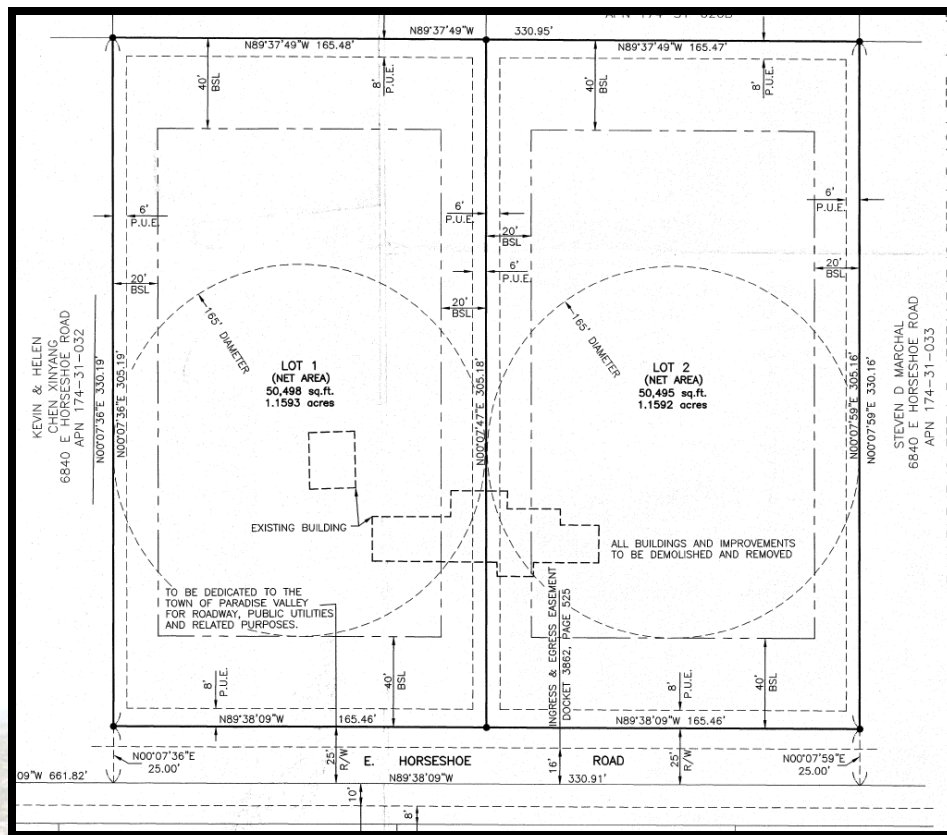 N89°37'49"W 330.95'
N89°37'49"W 165.48'
N89°37'49"W 165.47'
40'
BSL
8'
P.U.E.
40'
BSL
8'
P.U.E.
6'
P.U.E.
6'
P.U.E.
6'
P.U.E.
20'
BSL
6'
P.U.E.
20'
BSL
20'
BSL
20'
BSL
165' DIAMETER
165' DIAMETER
KEVIN & HELEN
CHEN XINYANG
6840 E HORSESHOE ROAD
APN 174-31-032
N00°07'36"E 330.19'
N00°07'36"E 305.19'
LOT 1
(NET AREA)
50,498 sq.ft.
1.1593 acres
N00°07'47"E 305.18'
LOT 2
(NET AREA)
50,495 sq.ft.
1.1592 acres
N00°07'59"E 305.16'
N00°07'59"E 330.16'
STEVEN D MARCHAL
6840 E HORSESHOE ROAD
APN 174-31-033
EXISTING BUILDING
ALL BUILDINGS AND IMPROVEMENTS
TO BE DEMOLISHED AND REMOVED
TO BE DEDICATED TO THE
TOWN OF PARADISE VALLEY
FOR ROADWAY, PUBLIC UTILITIES
AND RELATED PURPOSES.
INGRESS & EGRESS EASEMENT
DOCKET 3862, PAGE 525
8'
P.U.E.
40'
BSL
8'
P.U.E.
40'
BSL
N89°38'09"W 165.46'
N89°38'09"W 165.46'
N00°07'36"E
25.00'
25'
R/W
E. HORSESHOE ROAD
16'
25'
R/W
N00°07'59"E
25.00'
09"W 661.82'
N89°38'09"W 330.91'
10'
8'